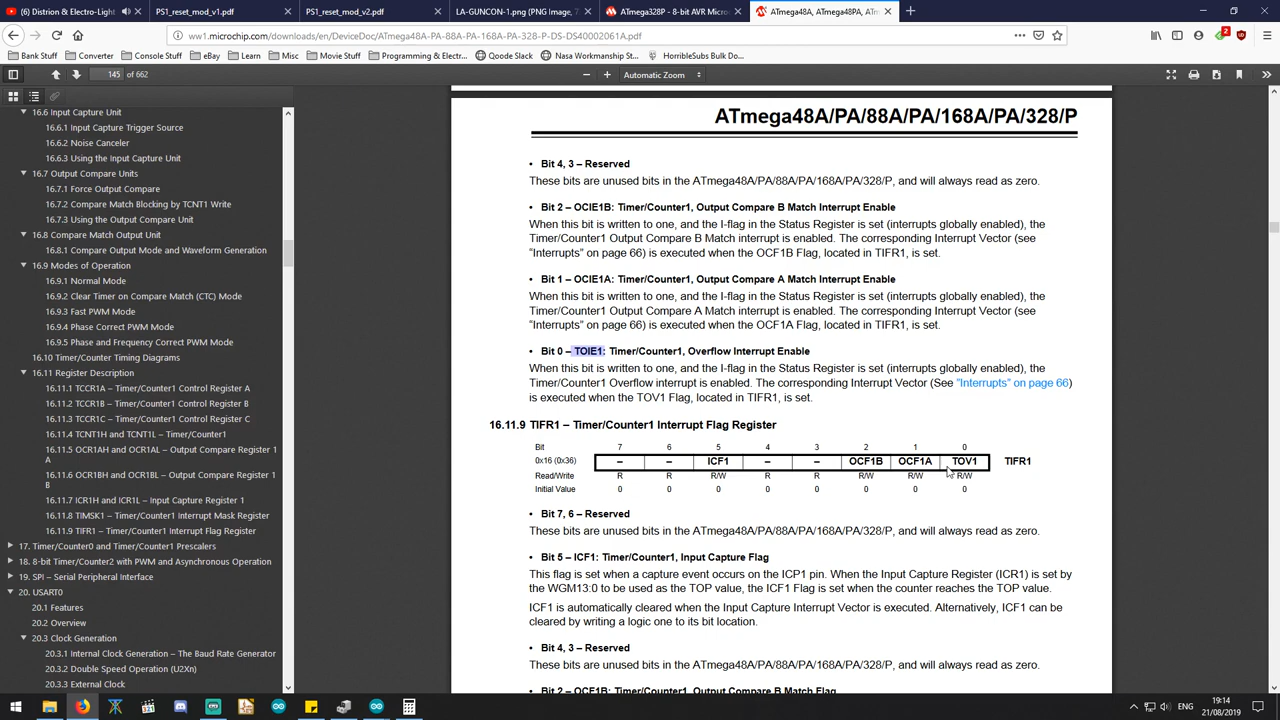 (6) Distrion & Electro-Light
PS1_reset_mod_v1.pdf
PS1_reset_mod_v2.pdf
LA-GUNCON-1.png (PNG Image, 7
ATmega328P - 8-bit AVR Micro
ATmega48A, ATmega48PA, ATm
ww1.microchip.com/downloads/en/DeviceDoc/ATmega48A-PA-88A-PA-168A-PA-328-P-DS-DS40002061A.pdf
2
Bank Stuff
Converter
Console Stuff
eBay
Learn
Misc
Movie Stuff
Programming & Electr...
Qoode Slack
Nasa Workmanship St...
HorribleSubs Bulk Do...
145 of 662
Automatic Zoom
16.6 Input Capture Unit
16.6.1 Input Capture Trigger Source
16.6.2 Noise Canceler
16.6.3 Using the Input Capture Unit
16.7 Output Compare Units
16.7.1 Force Output Compare
16.7.2 Compare Match Blocking by TCNT1 Write
16.7.3 Using the Output Compare Unit
16.8 Compare Match Output Unit
16.8.1 Compare Output Mode and Waveform Generation
16.9 Modes of Operation
16.9.1 Normal Mode
16.9.2 Clear Timer on Compare Match (CTC) Mode
16.9.3 Fast PWM Mode
16.9.4 Phase Correct PWM Mode
16.9.5 Phase and Frequency Correct PWM Mode
16.10 Timer/Counter Timing Diagrams
16.11 Register Description
16.11.1 TCCR1A – Timer/Counter1 Control Register A
16.11.2 TCCR1B – Timer/Counter1 Control Register B
16.11.3 TCCR1C – Timer/Counter1 Control Register C
16.11.4 TCNT1H and TCNT1L – Timer/Counter1
16.11.5 OCR1AH and OCR1AL – Output Compare Register 1
A
16.11.6 OCR1BH and OCR1BL – Output Compare Register 1
B
16.11.7 ICR1H and ICR1L – Input Capture Register 1
16.11.8 TIMSK1 – Timer/Counter1 Interrupt Mask Register
16.11.9 TIFR1 – Timer/Counter1 Interrupt Flag Register
17. Timer/Counter0 and Timer/Counter1 Prescalers
18. 8-bit Timer/Counter2 with PWM and Asynchronous Operation
19. SPI – Serial Peripheral Interface
20. USART0
20.1 Features
20.2 Overview
20.3 Clock Generation
20.3.1 Internal Clock Generation – The Baud Rate Generator
20.3.2 Double Speed Operation (U2Xn)
20.3.3 External Clock
ATmega48A/PA/88A/PA/168A/PA/328/P
• Bit 4, 3 – Reserved
These bits are unused bits in the ATmega48A/PA/88A/PA/168A/PA/328/P, and will always read as zero.
• Bit 2 – OCIE1B: Timer/Counter1, Output Compare B Match Interrupt Enable
When this bit is written to one, and the I-flag in the Status Register is set (interrupts globally enabled), the
Timer/Counter1 Output Compare B Match interrupt is enabled. The corresponding Interrupt Vector (see
“Interrupts” on page 66) is executed when the OCF1B Flag, located in TIFR1, is set.
• Bit 1 – OCIE1A: Timer/Counter1, Output Compare A Match Interrupt Enable
When this bit is written to one, and the I-flag in the Status Register is set (interrupts globally enabled), the
Timer/Counter1 Output Compare A Match interrupt is enabled. The corresponding Interrupt Vector (see
“Interrupts” on page 66) is executed when the OCF1A Flag, located in TIFR1, is set.
• Bit 0 – TOIE1: Timer/Counter1, Overflow Interrupt Enable
When this bit is written to one, and the I-flag in the Status Register is set (interrupts globally enabled), the
Timer/Counter1 Overflow interrupt is enabled. The corresponding Interrupt Vector (See “Interrupts” on page 66)
is executed when the TOV1 Flag, located in TIFR1, is set.
16.11.9 TIFR1 – Timer/Counter1 Interrupt Flag Register
Bit 7 6 5 4 3 2 1 0
0x16 (0x36) – – ICF1 – – OCF1B OCF1A TOV1 TIFR1
Read/Write R R R/W R R R/W R/W R/W
Initial Value 0 0 0 0 0 0 0 0
• Bit 7, 6 – Reserved
These bits are unused bits in the ATmega48A/PA/88A/PA/168A/PA/328/P, and will always read as zero.
• Bit 5 – ICF1: Timer/Counter1, Input Capture Flag
This flag is set when a capture event occurs on the ICP1 pin. When the Input Capture Register (ICR1) is set by
the WGM13:0 to be used as the TOP value, the ICF1 Flag is set when the counter reaches the TOP value.
ICF1 is automatically cleared when the Input Capture Interrupt Vector is executed. Alternatively, ICF1 can be
cleared by writing a logic one to its bit location.
• Bit 4, 3 – Reserved
These bits are unused bits in the ATmega48A/PA/88A/PA/168A/PA/328/P, and will always read as zero.
• Bit 2 – OCF1B: Timer/Counter1, Output Compare B Match Flag
ENG
19:14
21/08/2019